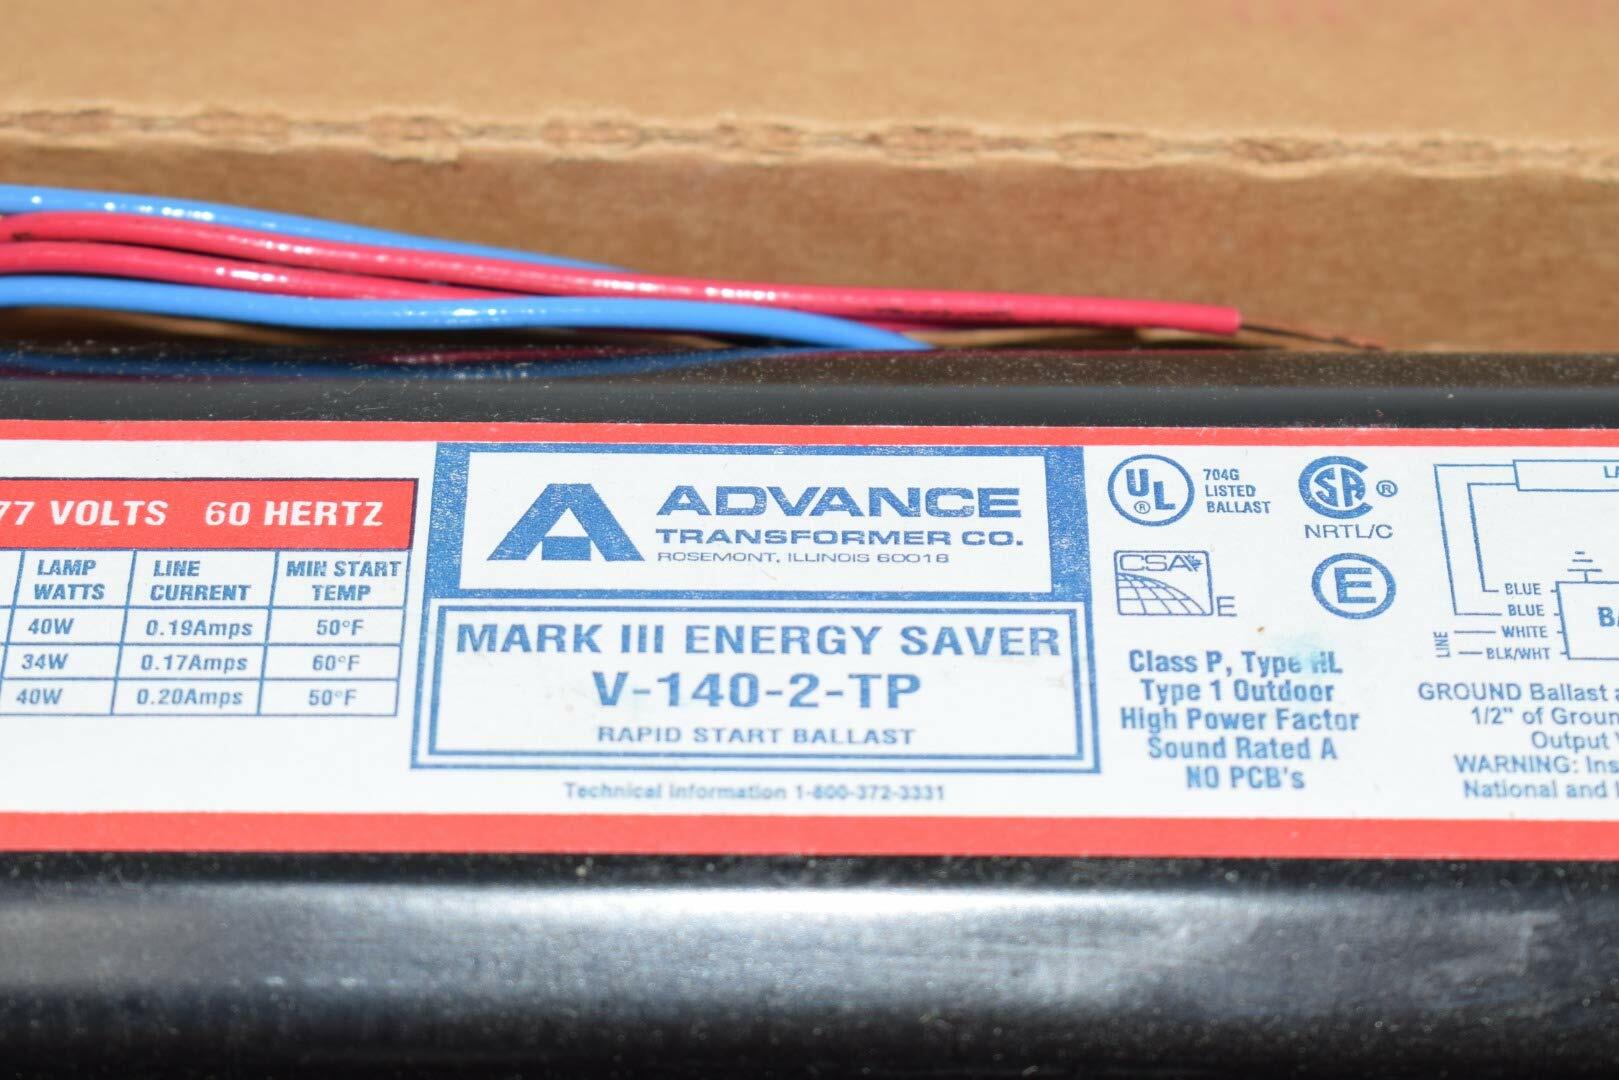 77 VOLTS 60 HERTZ
LAMP WATTS LINE CURRENT MIN START TEMP
40W 0.19Amps 50°F
34W 0.17Amps 60°F
40W 0.20Amps 50°F
ADVANCE
TRANSFORMER CO.
ROSEMONT, ILLINOIS 60018
MARK III ENERGY SAVER
V-140-2-TP
RAPID START BALLAST
Technical Information 1-800-372-3331
UL ®
704G
LISTED
BALLAST
SA ®
NRTL/C
CSA
E
E
Class P, Type HL
Type 1 Outdoor
High Power Factor
Sound Rated A
NO PCB's
BLUE
BLUE
LINE
WHITE
BLK/WHT
GROUND Ballast
1/2" of
Output
WARNING:
National and